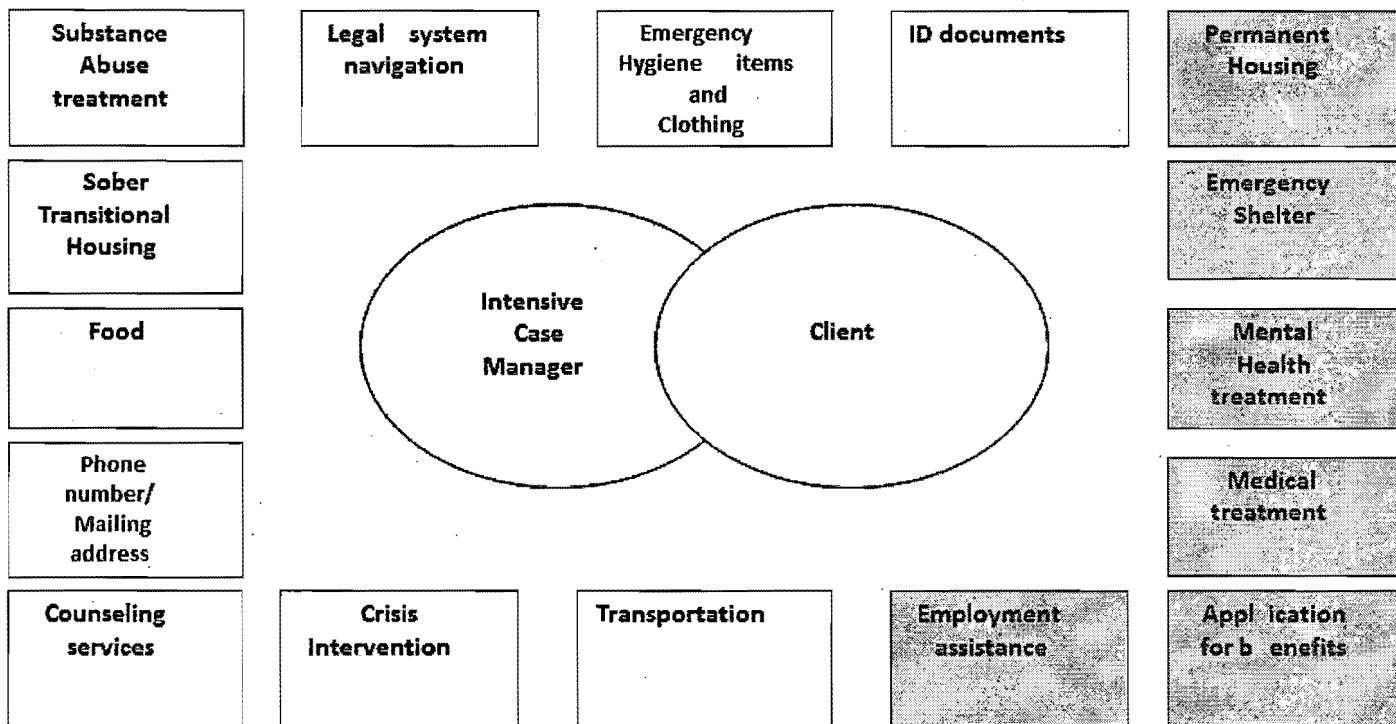 Substance
Abuse
treatment
Legal system
navigation
Emergency
Hygiene items
and
Clothing
ID documents
Permanent
Housing
Sober
Transitional
Housing
Emergency
Shelter
Intensive
Case
Manager
Client
Food
Mental
Health
treatment
Phone
number/
Mailing
address
Medical
treatment
Counseling
services
Crisis
Intervention
Transportation
Employment
assistance
Appl ication
for b enefits